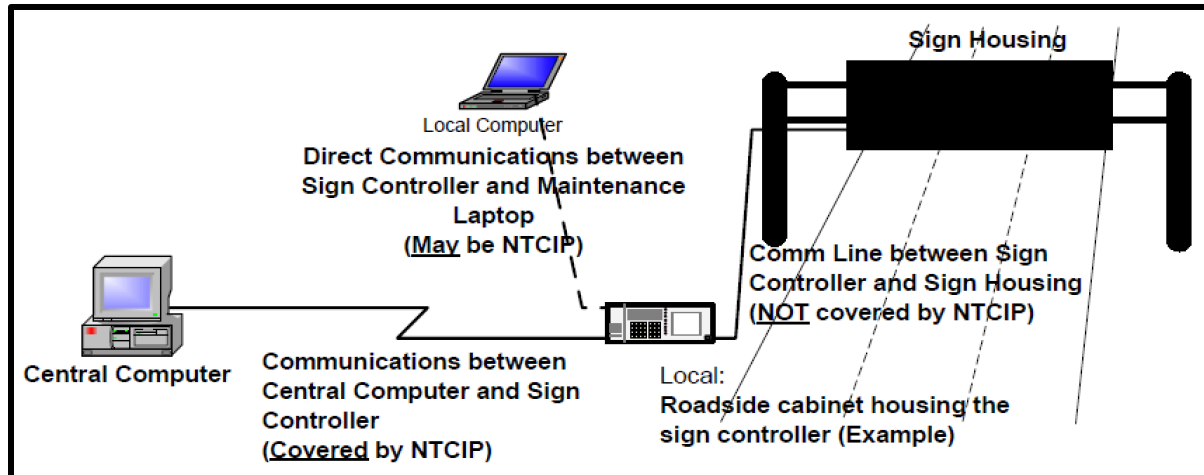 Sign Housing
Local Computer
Direct Communications between
Sign Controller and Maintenance
Laptop
(May be NTCIP)
Comm Line between Sign
Controller and Sign Housing
(NOT covered by NTCIP)
Central Computer
Communications between
Central Computer and Sign
Controller
(Covered by NTCIP)
Local:
Roadside cabinet housing the
sign controller (Example)